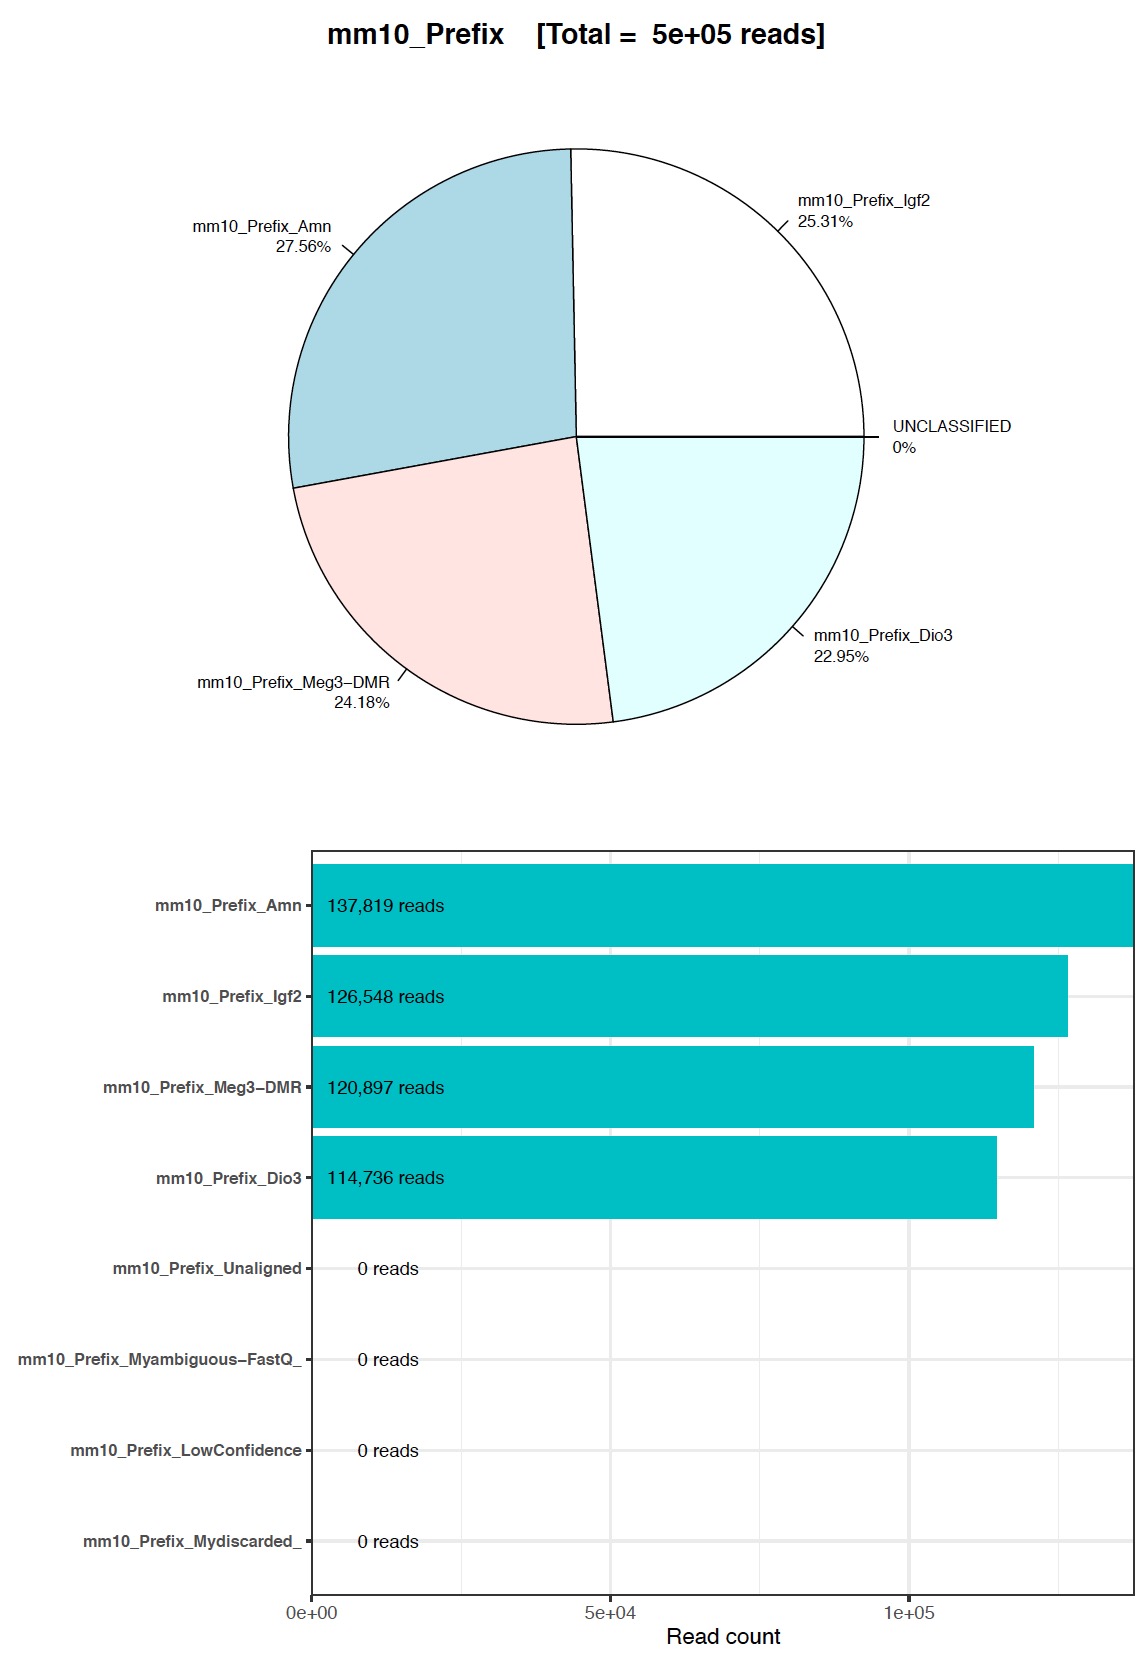 mm10_Prefix [Total = 5e+05 reads]
mm10_Prefix_Igf2
25.31%
mm10_Prefix_Amn
27.56%
UNCLASSIFIED
0%
mm10_Prefix_Dio3
22.95%
mm10_Prefix_Meg3−DMR
24.18%
mm10_Prefix_Amn 137,819 reads
mm10_Prefix_Igf2 126,548 reads
mm10_Prefix_Meg3−DMR 120,897 reads
mm10_Prefix_Dio3 114,736 reads
mm10_Prefix_Unaligned 0 reads
mm10_Prefix_Myambiguous−FastQ_ 0 reads
mm10_Prefix_LowConfidence 0 reads
mm10_Prefix_Mydiscarded_ 0 reads
0e+00 5e+04 1e+05
Read count